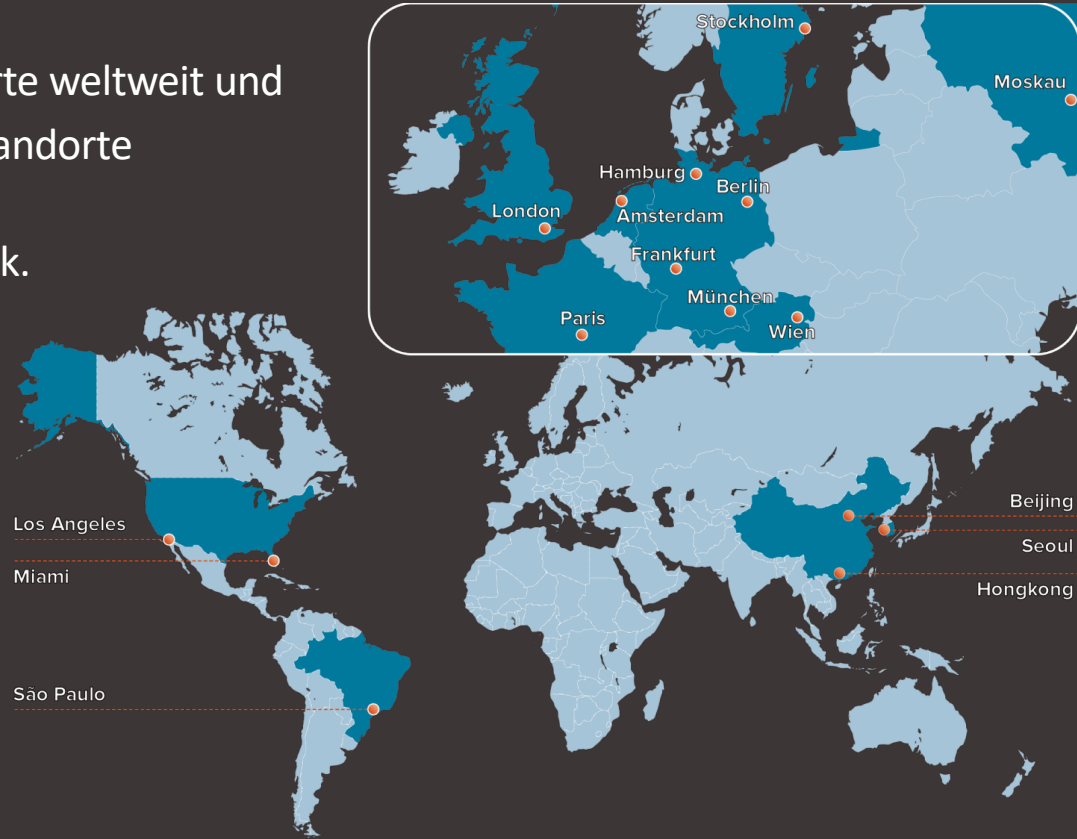 rte weltweit und
andorte
k.
Stockholm
Moskau
Hamburg
Berlin
Amsterdam
London
Frankfurt
München
Paris
Wien
Los Angeles
Miami
São Paulo
Beijing
Seoul
Hongkong